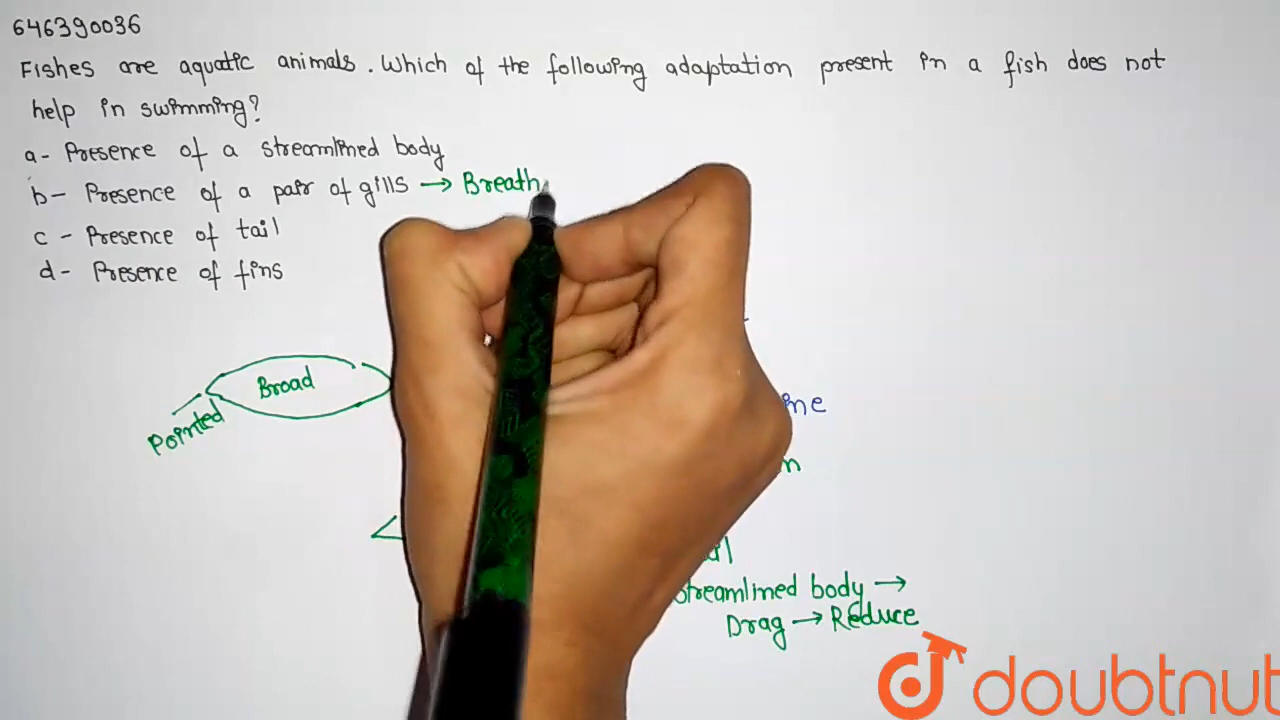 646390036
Fishes are aquatic animals. Which of the following adaptation present in a fish does not
help in swimming?
a- Presence of a streamlined body
b- Presence of a pair of gills → Breath
c - Presence of tail
d- Presence of fins
Broad
Pointed
streamlined body →
Drag → Reduce
doubtnut